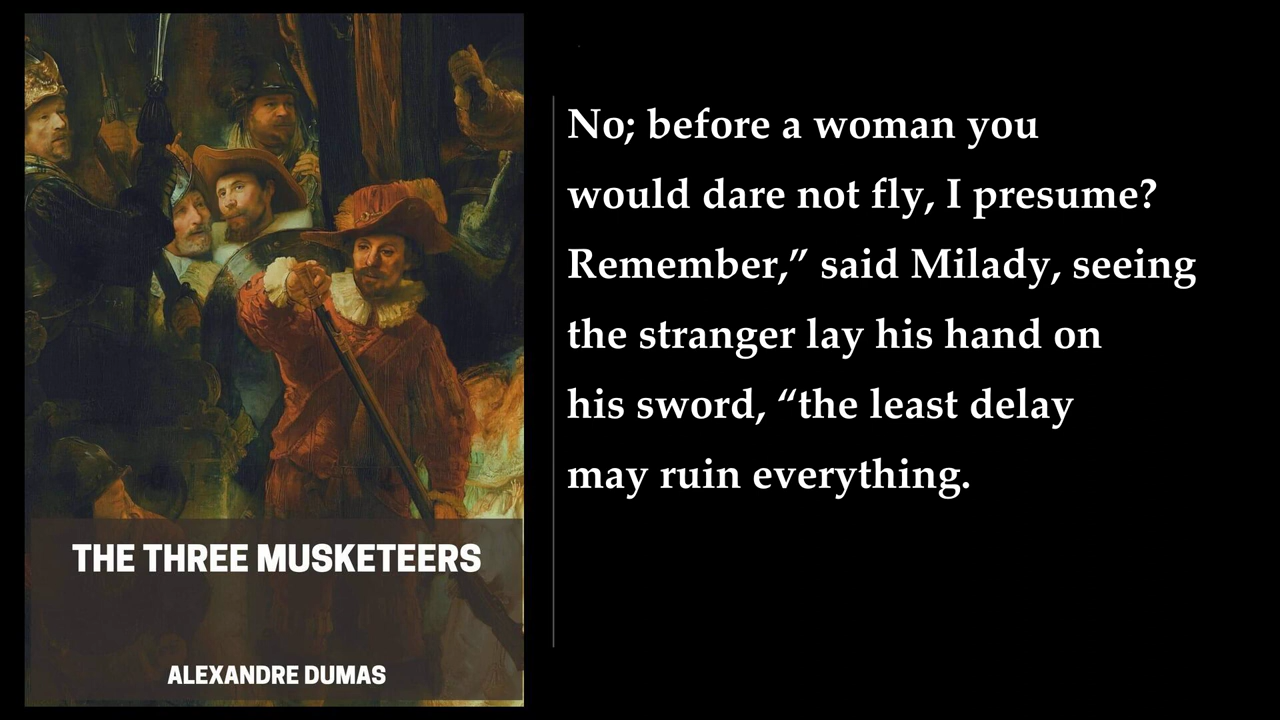 THE THREE MUSKETEERS
ALEXANDRE DUMAS
No; before a woman you
would dare not fly, I presume?
Remember,” said Milady, seeing
the stranger lay his hand on
his sword, “the least delay
may ruin everything.